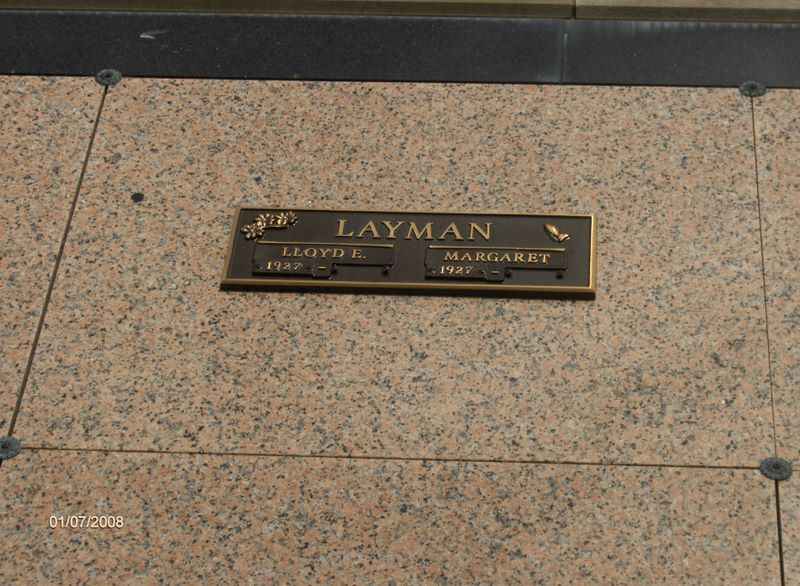 LAYMAN
LLOYD E. MARGARET
1927 – 1927 –
01/07/2008